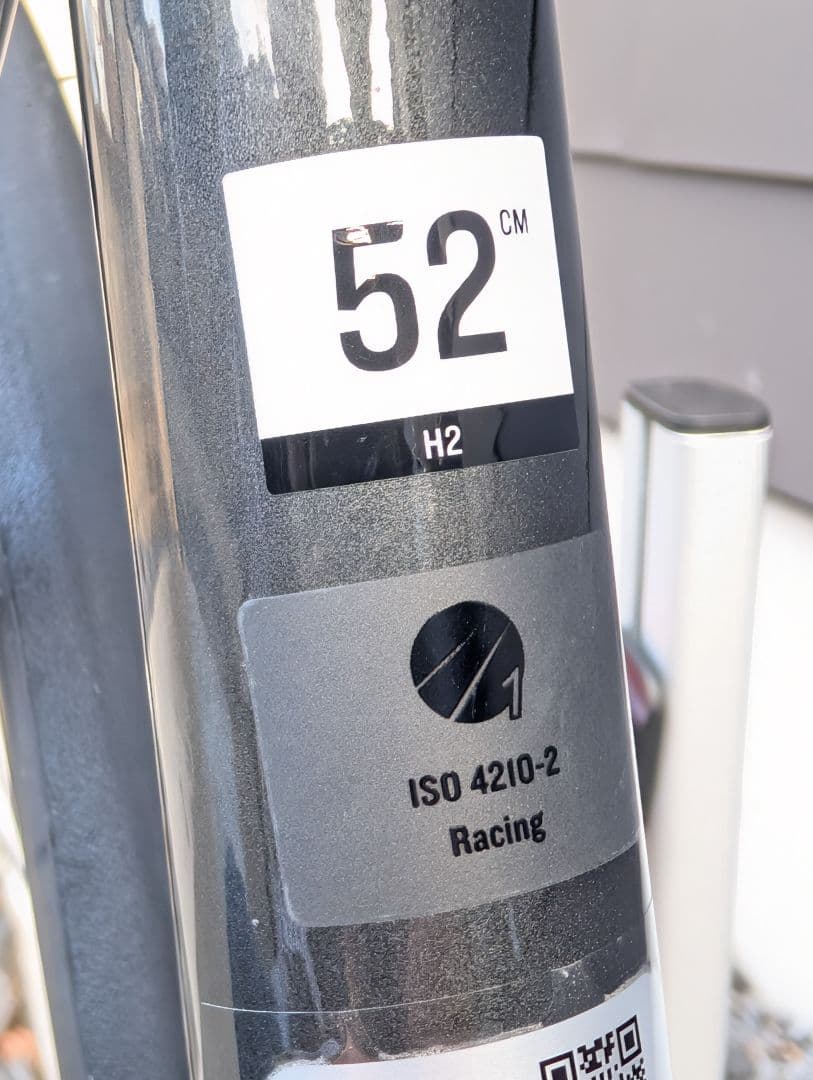 52 CM
H2
1
ISO 4210-2
Racing